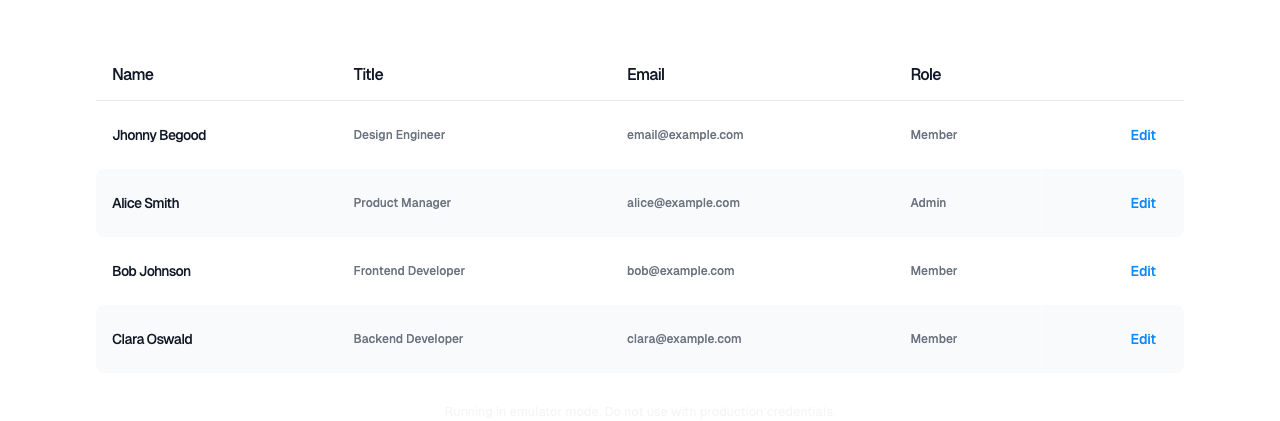 Name Title Email Role
Jhonny Begood Design Engineer email@example.com Member Edit
Alice Smith Product Manager alice@example.com Admin Edit
Bob Johnson Frontend Developer bob@example.com Member Edit
Clara Oswald Backend Developer clara@example.com Member Edit
Running in emulator mode. Do not use with production credentials.